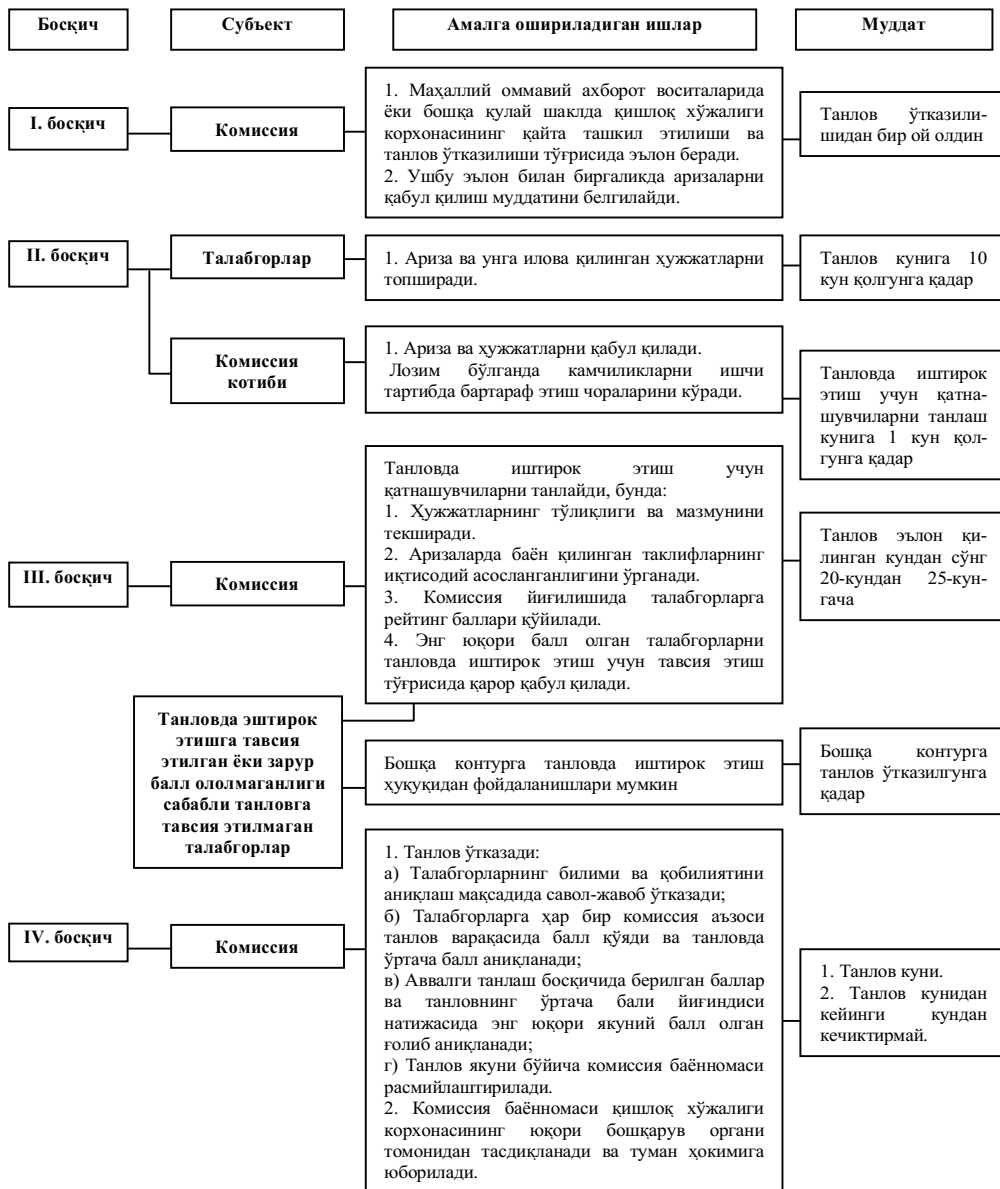 Босқич
Субъект
Амалга ошириладиган ишлар
Муддат
I. босқич
Комиссия
1. Маҳаллий оммавий ахборот воситаларида
ёки бошқа қулай шаклда қишлоқ хўжалиги
корхонасининг қайта ташкил этилиши ва
танлов ўтказилиши тўғрисида эълон беради.
2. Ушбу эълон билан биргаликда аризаларни
қабул қилиш муддатини белгилайди.
Танлов ўтказили-
шидан бир ой олдин
II. босқич
Талабгорлар
1. Ариза ва унга илова қилинган ҳужжатларни
топширади.
Танлов кунига 10
кун қолгунга қадар
Комиссия
котиби
1. Ариза ва ҳужжатларни қабул қилади.
Лозим бўлганда камчиликларни ишчи
тартибда бартараф этиш чораларини кўради.
Танловда иштирок
этиш учун қатна-
шувчиларни танлаш
кунига 1 кун қол-
гунга қадар
III. босқич
Комиссия
Танловда иштирок этиш учун
қатнашувчиларни танлайди, бунда:
1. Ҳужжатларнинг тўлиқлиги ва мазмунини
текширади.
2. Аризаларда баён қилинган таклифларнинг
иқтисодий асосланганлигини ўрганади.
3. Комиссия йиғилишида талабгорларга
рейтинг баллари қўйилади.
4. Энг юқори балл олган талабгорларни
танловда иштирок этиш учун тавсия этиш
тўғрисида қарор қабул қилади.
Танлов эълон қи-
линган кундан сўнг
20-кундан 25-кун-
гача
Танловда эштирок
этишга тавсия
этилган ёки зарур
балл ололмаганлиги
сабабли танловга
тавсия этилмаган
талабгорлар
Бошқа контурга танловда иштирок этиш
ҳуқуқидан фойдаланишлари мумкин
Бошқа контурга
танлов ўтказилгунга
қадар
IV. босқич
Комиссия
1. Танлов ўтказади:
а) Талабгорларнинг билими ва қобилиятини
аниқлаш мақсадида савол-жавоб ўтказади;
б) Талабгорларга ҳар бир комиссия аъзоси
танлов варақасида балл қўяди ва танловда
ўртача балл аниқланади;
в) Аввалги танлаш босқичида берилган баллар
ва танловнинг ўртача бали йиғиндиси
натижасида энг юқори якуний балл олган
ғолиб аниқланади;
г) Танлов якуни бўйича комиссия баённомаси
расмийлаштирилади.
2. Комиссия баённомаси қишлоқ хўжалиги
корхонасининг юқори бошқарув органи
томонидан тасдиқланади ва туман ҳокимига
юборилади.
1. Танлов куни.
2. Танлов кунидан
кейинги кундан
кечиктирмай.